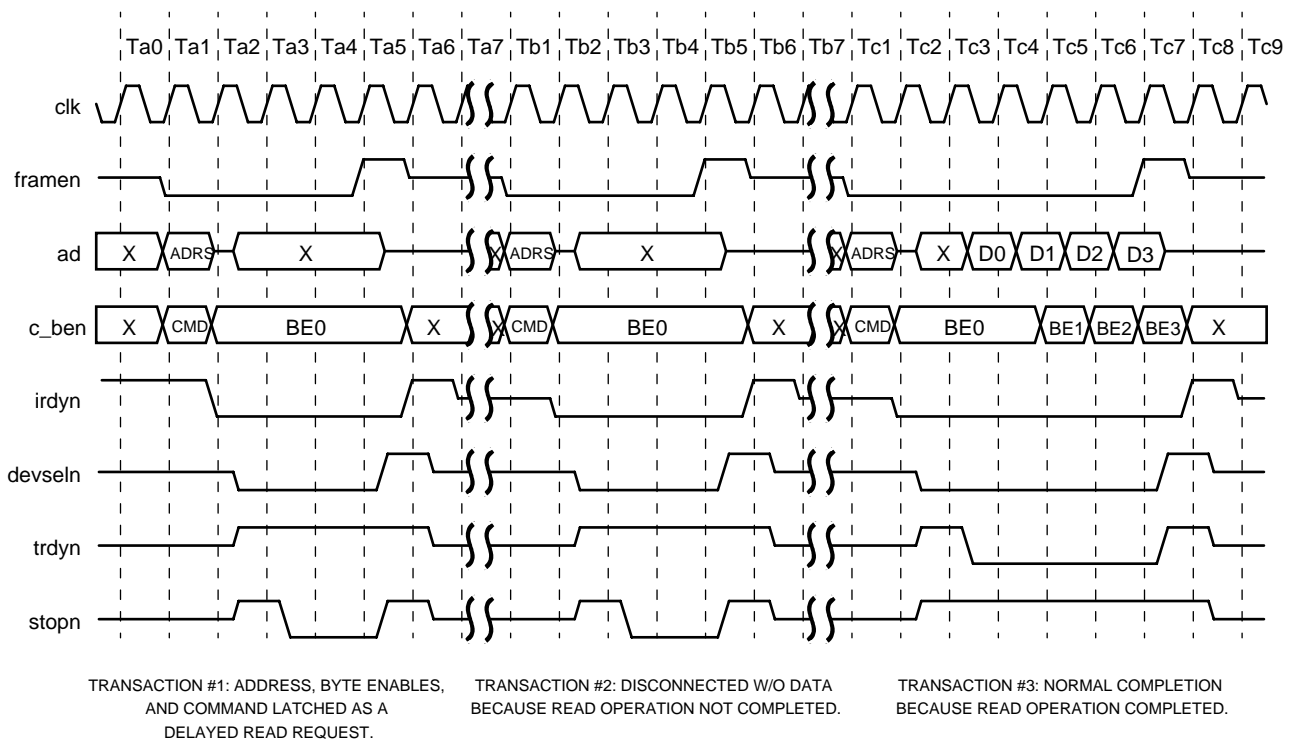 Ta0 Ta1 Ta2 Ta3 Ta4 Ta5 Ta6 Ta7 Tb1 Tb2 Tb3 Tb4 Tb5 Tb6 Tb7 Tc1 Tc2 Tc3 Tc4 Tc5 Tc6 Tc7 Tc8 Tc9
clk
framen
ad X ADRS X X ADRS X X ADRS X D0 D1 D2 D3
c_ben X CMD BE0 X X CMD BE0 X X CMD BE0 BE1 BE2 BE3 X
irdyn
devseln
trdyn
stopn
TRANSACTION #1: ADDRESS, BYTE ENABLES,
AND COMMAND LATCHED AS A
DELAYED READ REQUEST.
TRANSACTION #2: DISCONNECTED W/O DATA
BECAUSE READ OPERATION NOT COMPLETED.
TRANSACTION #3: NORMAL COMPLETION
BECAUSE READ OPERATION COMPLETED.